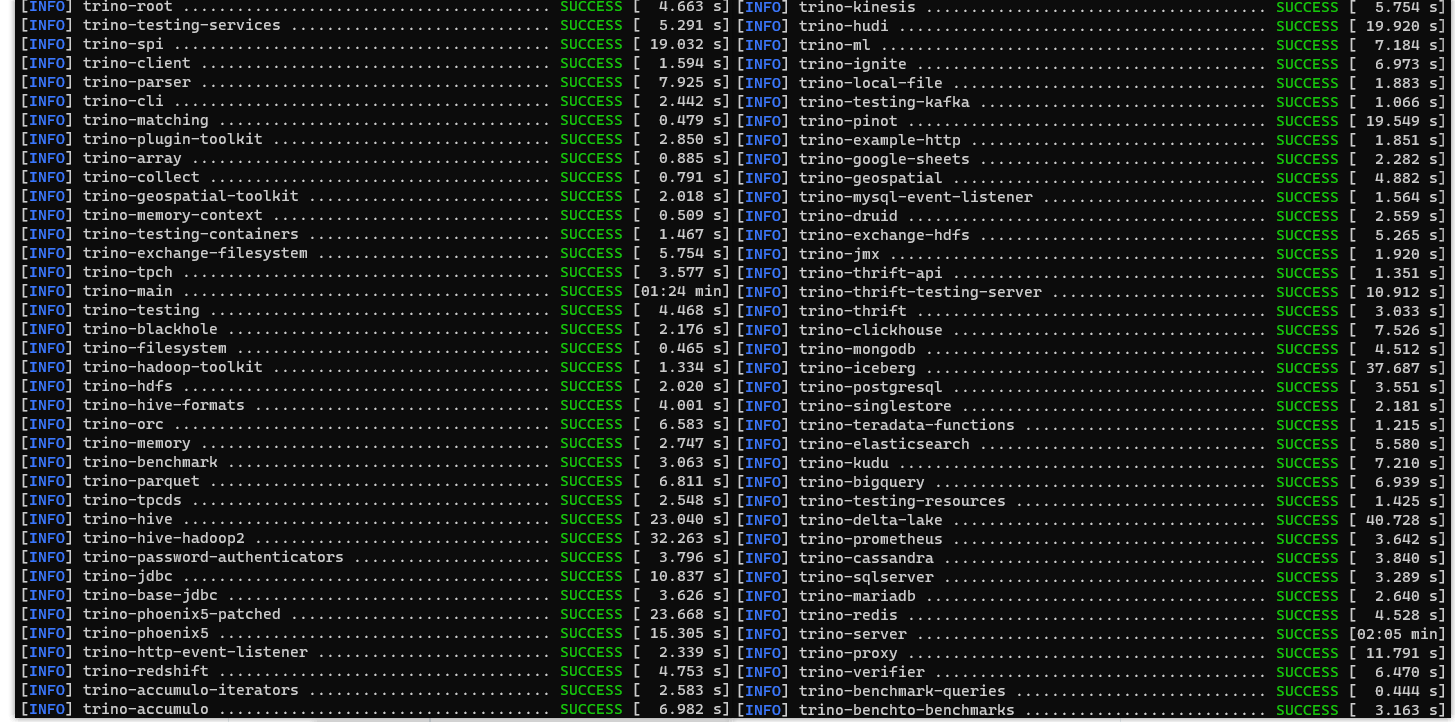 [INFO] trino-root ......................................... SUCCESS [  4.663 s]
[INFO] trino-testing-services ............................. SUCCESS [  5.291 s]
[INFO] trino-spi .......................................... SUCCESS [ 19.032 s]
[INFO] trino-client ....................................... SUCCESS [  1.594 s]
[INFO] trino-parser ....................................... SUCCESS [  7.925 s]
[INFO] trino-cli .......................................... SUCCESS [  2.442 s]
[INFO] trino-matching ..................................... SUCCESS [  0.479 s]
[INFO] trino-plugin-toolkit ............................... SUCCESS [  2.850 s]
[INFO] trino-array ........................................ SUCCESS [  0.885 s]
[INFO] trino-collect ...................................... SUCCESS [  0.791 s]
[INFO] trino-geospatial-toolkit ........................... SUCCESS [  2.018 s]
[INFO] trino-memory-context ............................... SUCCESS [  0.509 s]
[INFO] trino-testing-containers ........................... SUCCESS [  1.467 s]
[INFO] trino-exchange-filesystem .......................... SUCCESS [  5.754 s]
[INFO] trino-tpch ......................................... SUCCESS [  3.577 s]
[INFO] trino-main ......................................... SUCCESS [01:24 min]
[INFO] trino-testing ...................................... SUCCESS [  4.468 s]
[INFO] trino-blackhole .................................... SUCCESS [  2.176 s]
[INFO] trino-filesystem ................................... SUCCESS [  0.465 s]
[INFO] trino-hadoop-toolkit ............................... SUCCESS [  1.334 s]
[INFO] trino-hdfs ......................................... SUCCESS [  2.020 s]
[INFO] trino-hive-formats ................................. SUCCESS [  4.001 s]
[INFO] trino-orc .......................................... SUCCESS [  6.583 s]
[INFO] trino-memory ....................................... SUCCESS [  2.747 s]
[INFO] trino-benchmark .................................... SUCCESS [  3.063 s]
[INFO] trino-parquet ...................................... SUCCESS [  6.811 s]
[INFO] trino-tpcds ........................................ SUCCESS [  2.548 s]
[INFO] trino-hive ......................................... SUCCESS [ 23.040 s]
[INFO] trino-hive-hadoop2 ................................. SUCCESS [ 32.263 s]
[INFO] trino-password-authenticators ...................... SUCCESS [  3.796 s]
[INFO] trino-jdbc ......................................... SUCCESS [ 10.837 s]
[INFO] trino-base-jdbc .................................... SUCCESS [  3.626 s]
[INFO] trino-phoenix5-patched ............................. SUCCESS [ 23.668 s]
[INFO] trino-phoenix5 ..................................... SUCCESS [ 15.305 s]
[INFO] trino-http-event-listener .......................... SUCCESS [  2.339 s]
[INFO] trino-redshift ..................................... SUCCESS [  4.753 s]
[INFO] trino-accumulo-iterators ........................... SUCCESS [  2.583 s]
[INFO] trino-accumulo ..................................... SUCCESS [  6.982 s]
[INFO] trino-kinesis ...................................... SUCCESS [  5.754 s]
[INFO] trino-hudi ......................................... SUCCESS [ 19.920 s]
[INFO] trino-ml ........................................... SUCCESS [  7.184 s]
[INFO] trino-ignite ....................................... SUCCESS [  6.973 s]
[INFO] trino-local-file ................................... SUCCESS [  1.883 s]
[INFO] trino-testing-kafka ................................ SUCCESS [  1.066 s]
[INFO] trino-pinot ........................................ SUCCESS [ 19.549 s]
[INFO] trino-example-http ................................. SUCCESS [  1.851 s]
[INFO] trino-google-sheets ................................ SUCCESS [  2.282 s]
[INFO] trino-geospatial ................................... SUCCESS [  4.882 s]
[INFO] trino-mysql-event-listener ......................... SUCCESS [  1.564 s]
[INFO] trino-druid ........................................ SUCCESS [  2.559 s]
[INFO] trino-exchange-hdfs ................................ SUCCESS [  5.265 s]
[INFO] trino-jmx .......................................... SUCCESS [  1.920 s]
[INFO] trino-thrift-api ................................... SUCCESS [  1.351 s]
[INFO] trino-thrift-testing-server ........................ SUCCESS [ 10.912 s]
[INFO] trino-thrift ....................................... SUCCESS [  3.033 s]
[INFO] trino-clickhouse ................................... SUCCESS [  7.526 s]
[INFO] trino-mongodb ...................................... SUCCESS [  4.512 s]
[INFO] trino-iceberg ...................................... SUCCESS [ 37.687 s]
[INFO] trino-postgresql ................................... SUCCESS [  3.551 s]
[INFO] trino-singlestore .................................. SUCCESS [  2.181 s]
[INFO] trino-teradata-functions ........................... SUCCESS [  1.215 s]
[INFO] trino-elasticsearch ................................ SUCCESS [  5.580 s]
[INFO] trino-kudu ......................................... SUCCESS [  7.210 s]
[INFO] trino-bigquery ..................................... SUCCESS [  6.939 s]
[INFO] trino-testing-resources ............................ SUCCESS [  1.425 s]
[INFO] trino-delta-lake ................................... SUCCESS [ 40.728 s]
[INFO] trino-prometheus ................................... SUCCESS [  3.642 s]
[INFO] trino-cassandra .................................... SUCCESS [  3.840 s]
[INFO] trino-sqlserver .................................... SUCCESS [  3.289 s]
[INFO] trino-mariadb ...................................... SUCCESS [  2.640 s]
[INFO] trino-redis ........................................ SUCCESS [  4.528 s]
[INFO] trino-server ....................................... SUCCESS [02:05 min]
[INFO] trino-proxy ........................................ SUCCESS [ 11.791 s]
[INFO] trino-verifier ..................................... SUCCESS [  6.470 s]
[INFO] trino-benchmark-queries ............................ SUCCESS [  0.444 s]
[INFO] trino-benchto-benchmarks ........................... SUCCESS [  3.163 s]